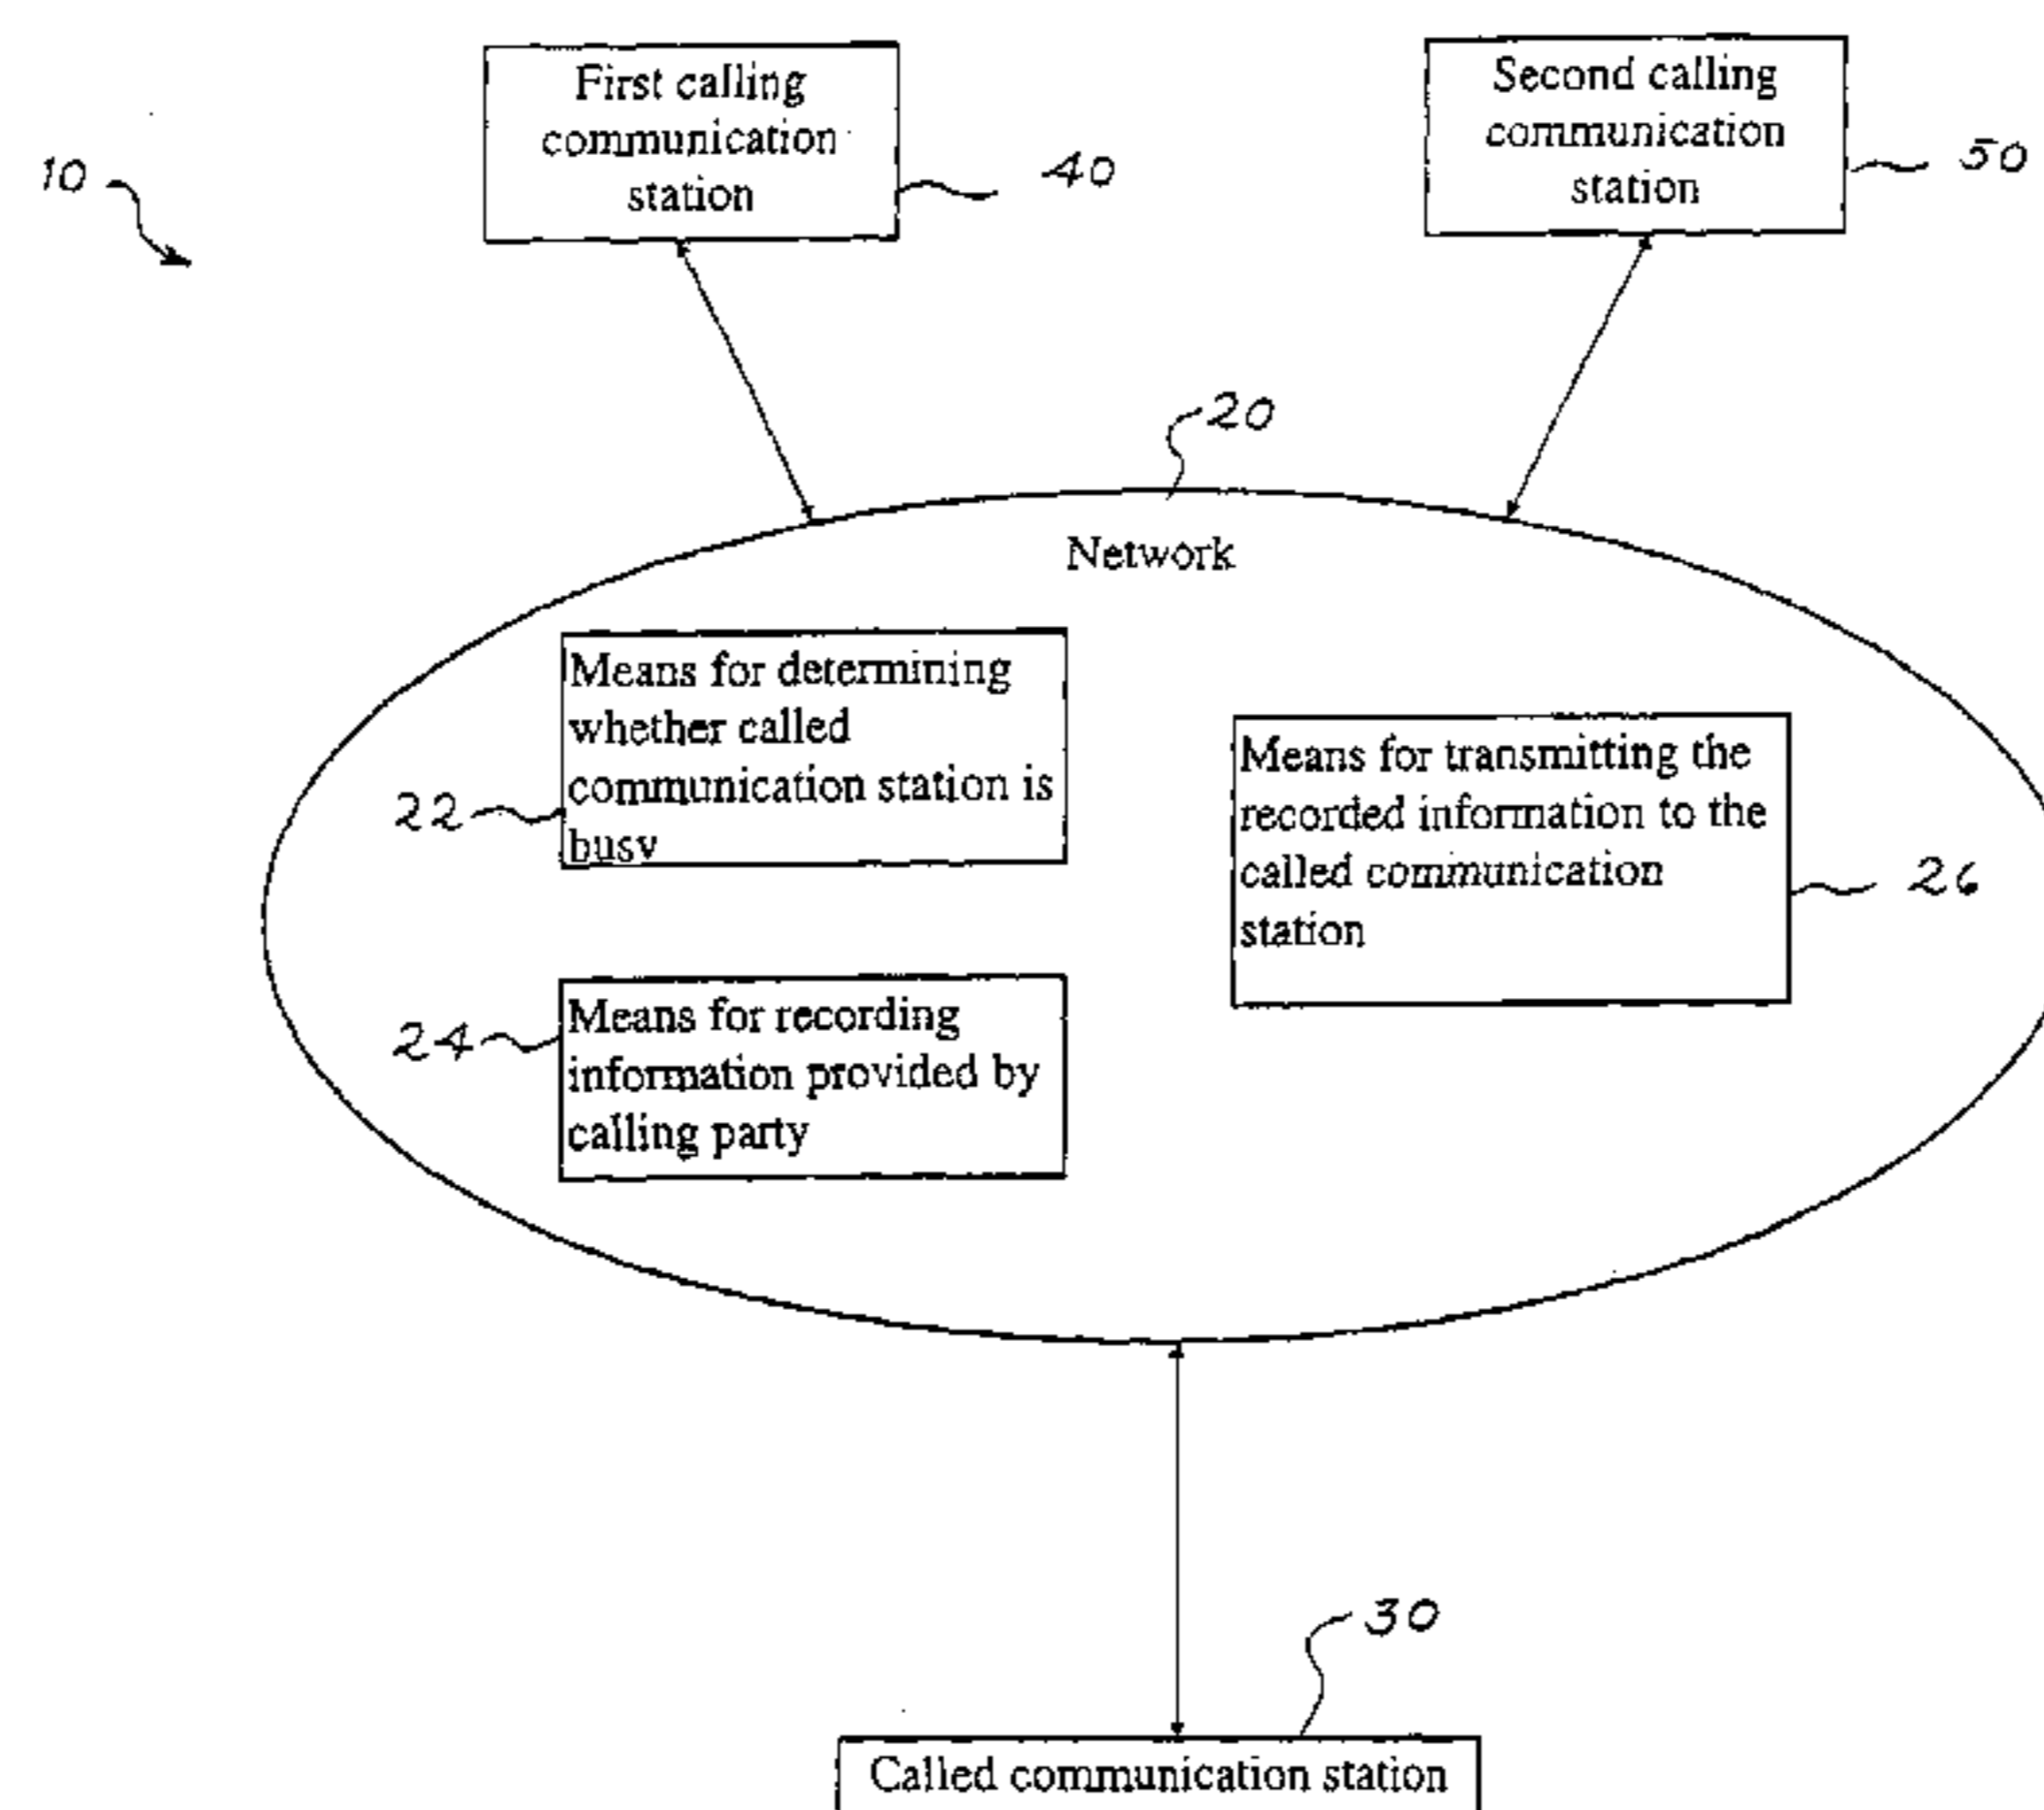 First calling
communication
station
40
Second calling
communication
station
50
10
20
Network
Means for determining
whether called
communication station is
busy
22
Means for transmitting the
recorded information to the
called communication
station
26
Means for recording
information provided by
calling party
24
30
Called communication station